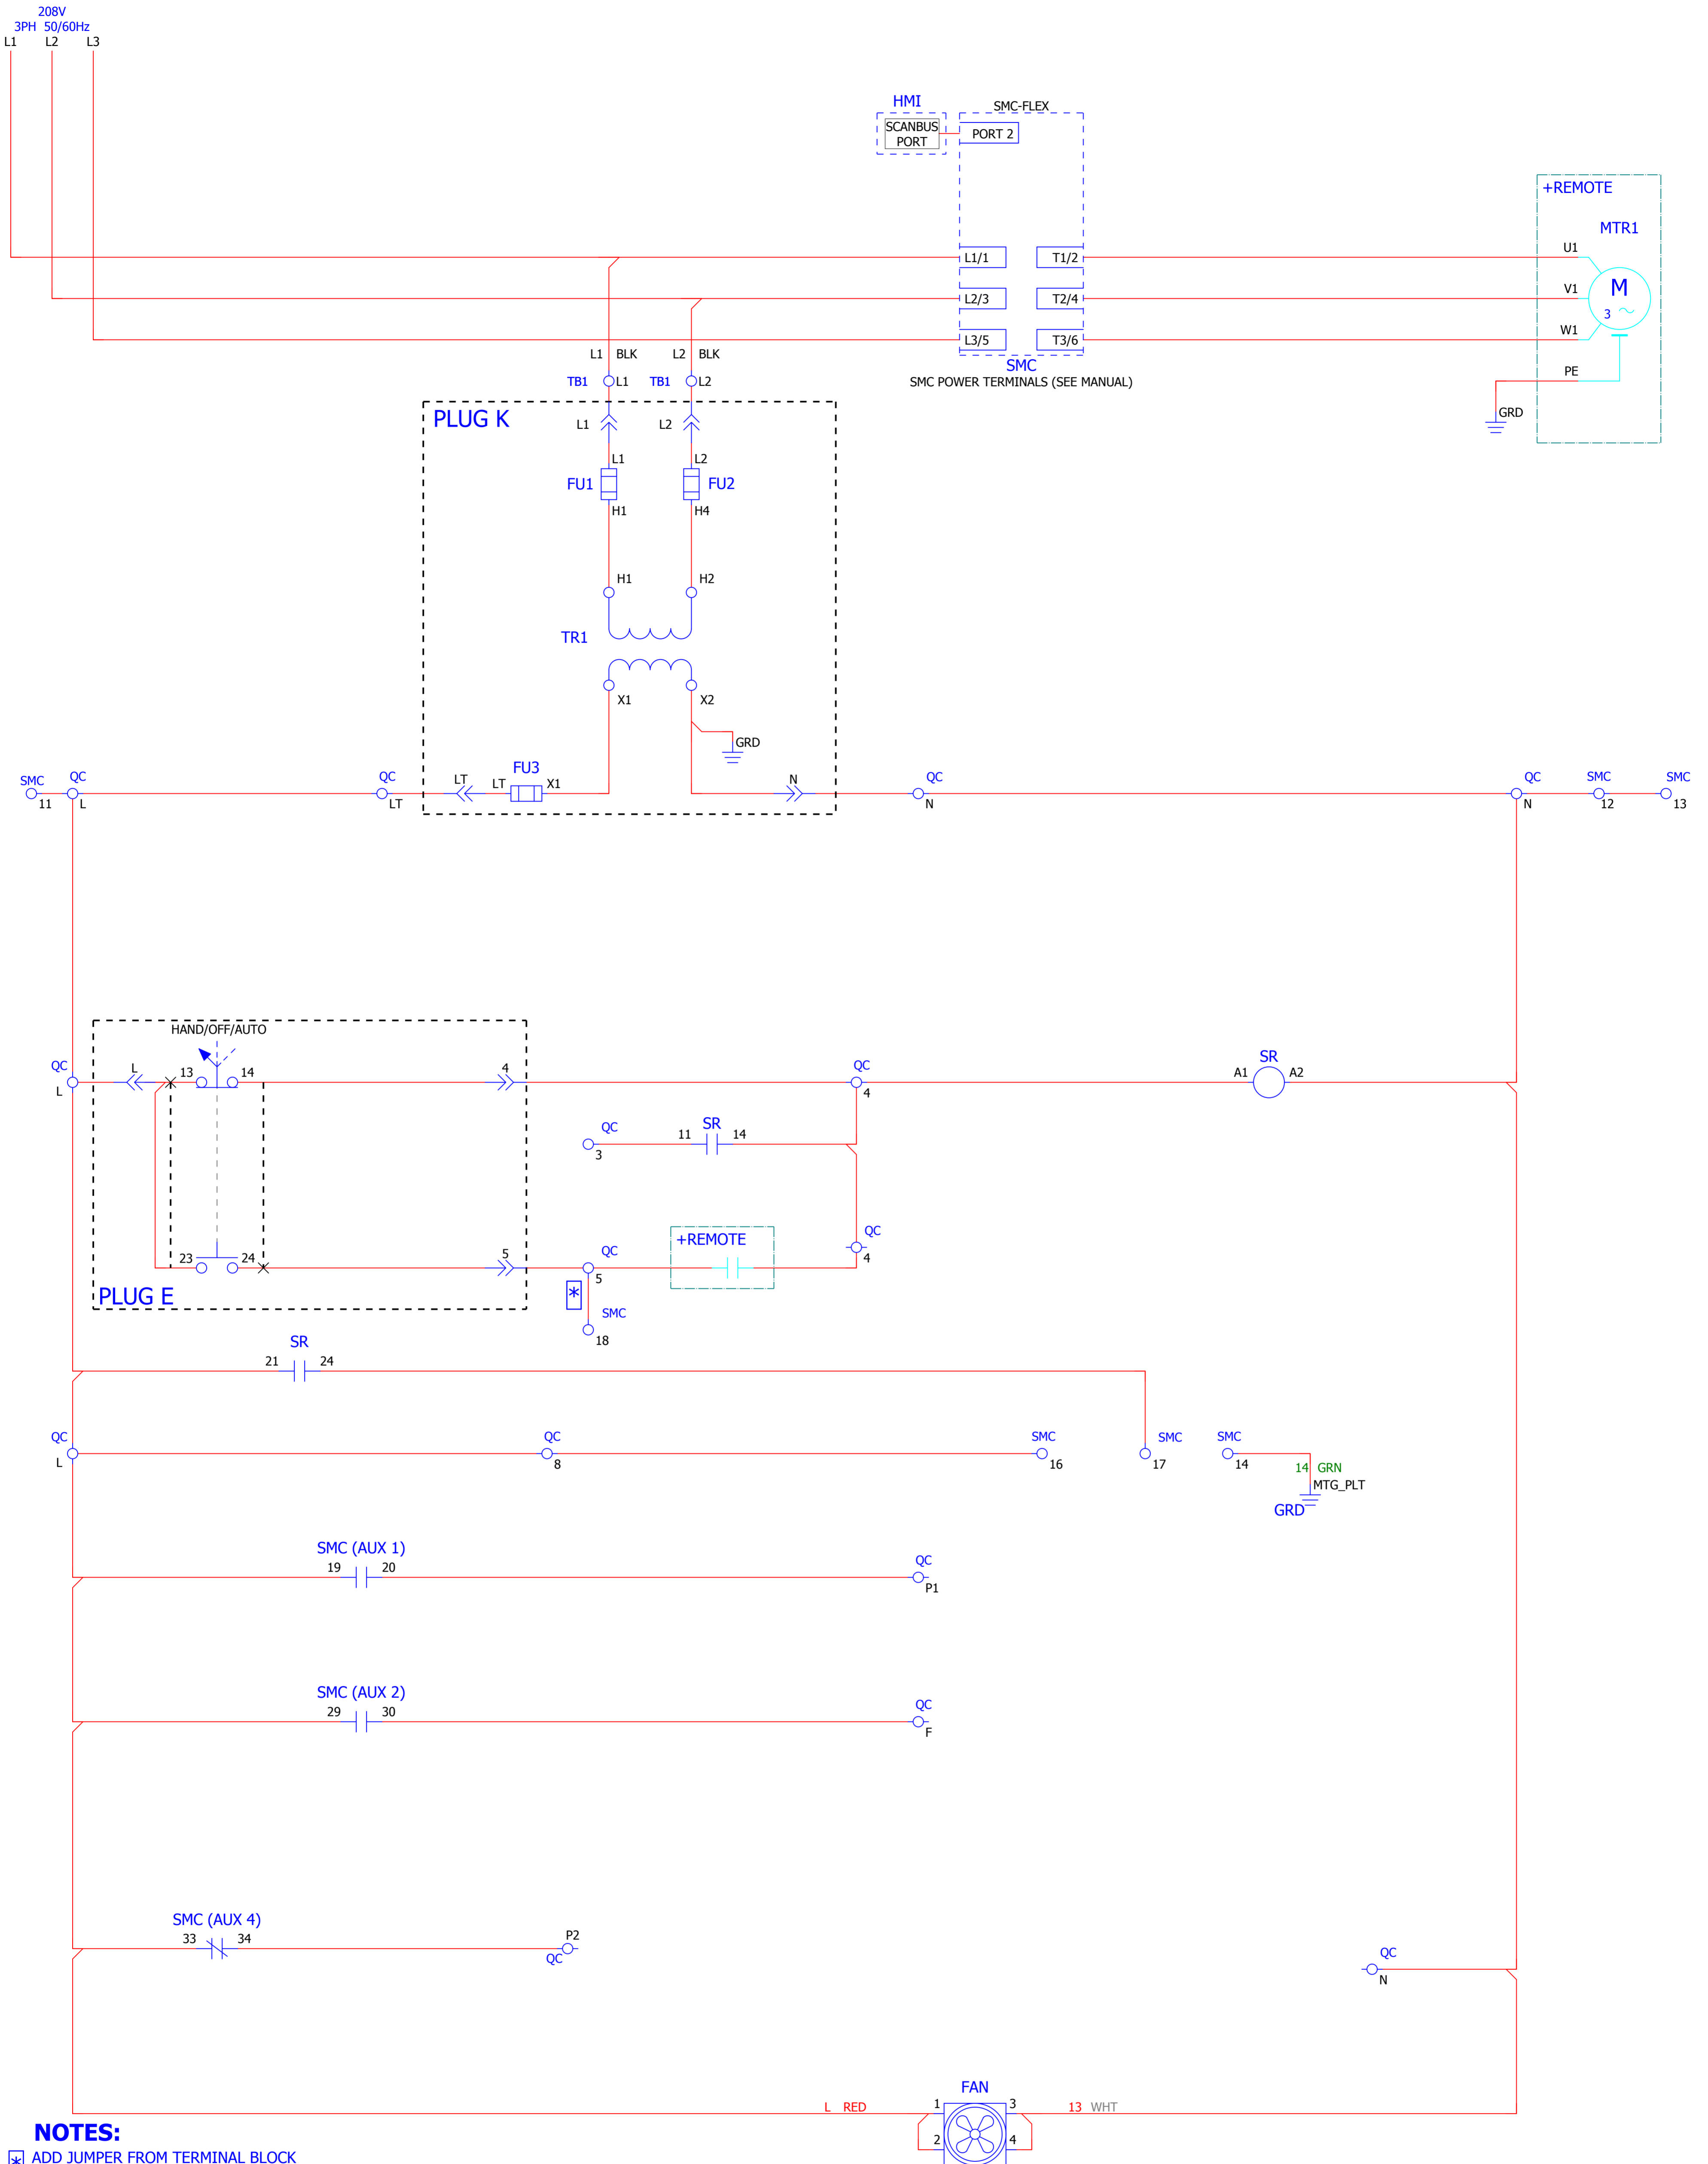 208V
3PH 50/60Hz
L1 L2 L3
HMI
SMC-FLEX
SCANBUS
PORT
PORT 2
+REMOTE
MTR1
L1/1 T1/2 U1
L2/3 T2/4 V1
M
3
L3/5 T3/6 W1
L1 BLK L2 BLK
SMC
SMC POWER TERMINALS (SEE MANUAL)
PE
TB1 L1 TB1 L2
GRD
PLUG K
L1 L2
L1 L2
FU1 FU2
H1 H4
H1 H2
TR1
X1 X2
GRD
SMC QC QC LT LT FU3 X1 N QC QC SMC SMC
11 L LT N N 12 13
HAND/OFF/AUTO
QC L 13 14 4 QC SR
L 4 A1 A2
QC 11 SR 14
3
QC
4
+REMOTE
23 24 5 QC
5
PLUG E
*
SMC
18
SR
21 24
QC QC SMC SMC SMC
L 8 16 17 14
14 GRN
MTG_PLT
GRD
SMC (AUX 1)
19 20 QC
P1
SMC (AUX 2)
29 30 QC
F
SMC (AUX 4)
33 34 P2
QC
QC
N
FAN
L RED 1 3 13 WHT
2 4
NOTES:
* ADD JUMPER FROM TERMINAL BLOCK